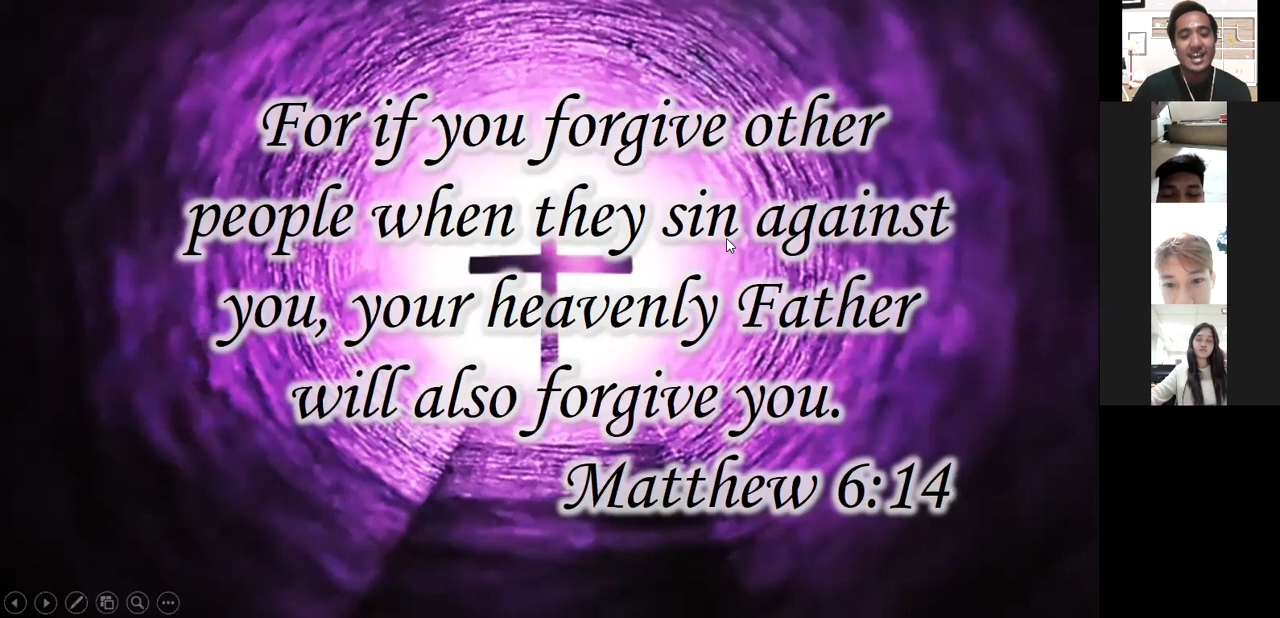 For if you forgive other
people when they sin against
you, your heavenly Father
will also forgive you.
Matthew 6:14